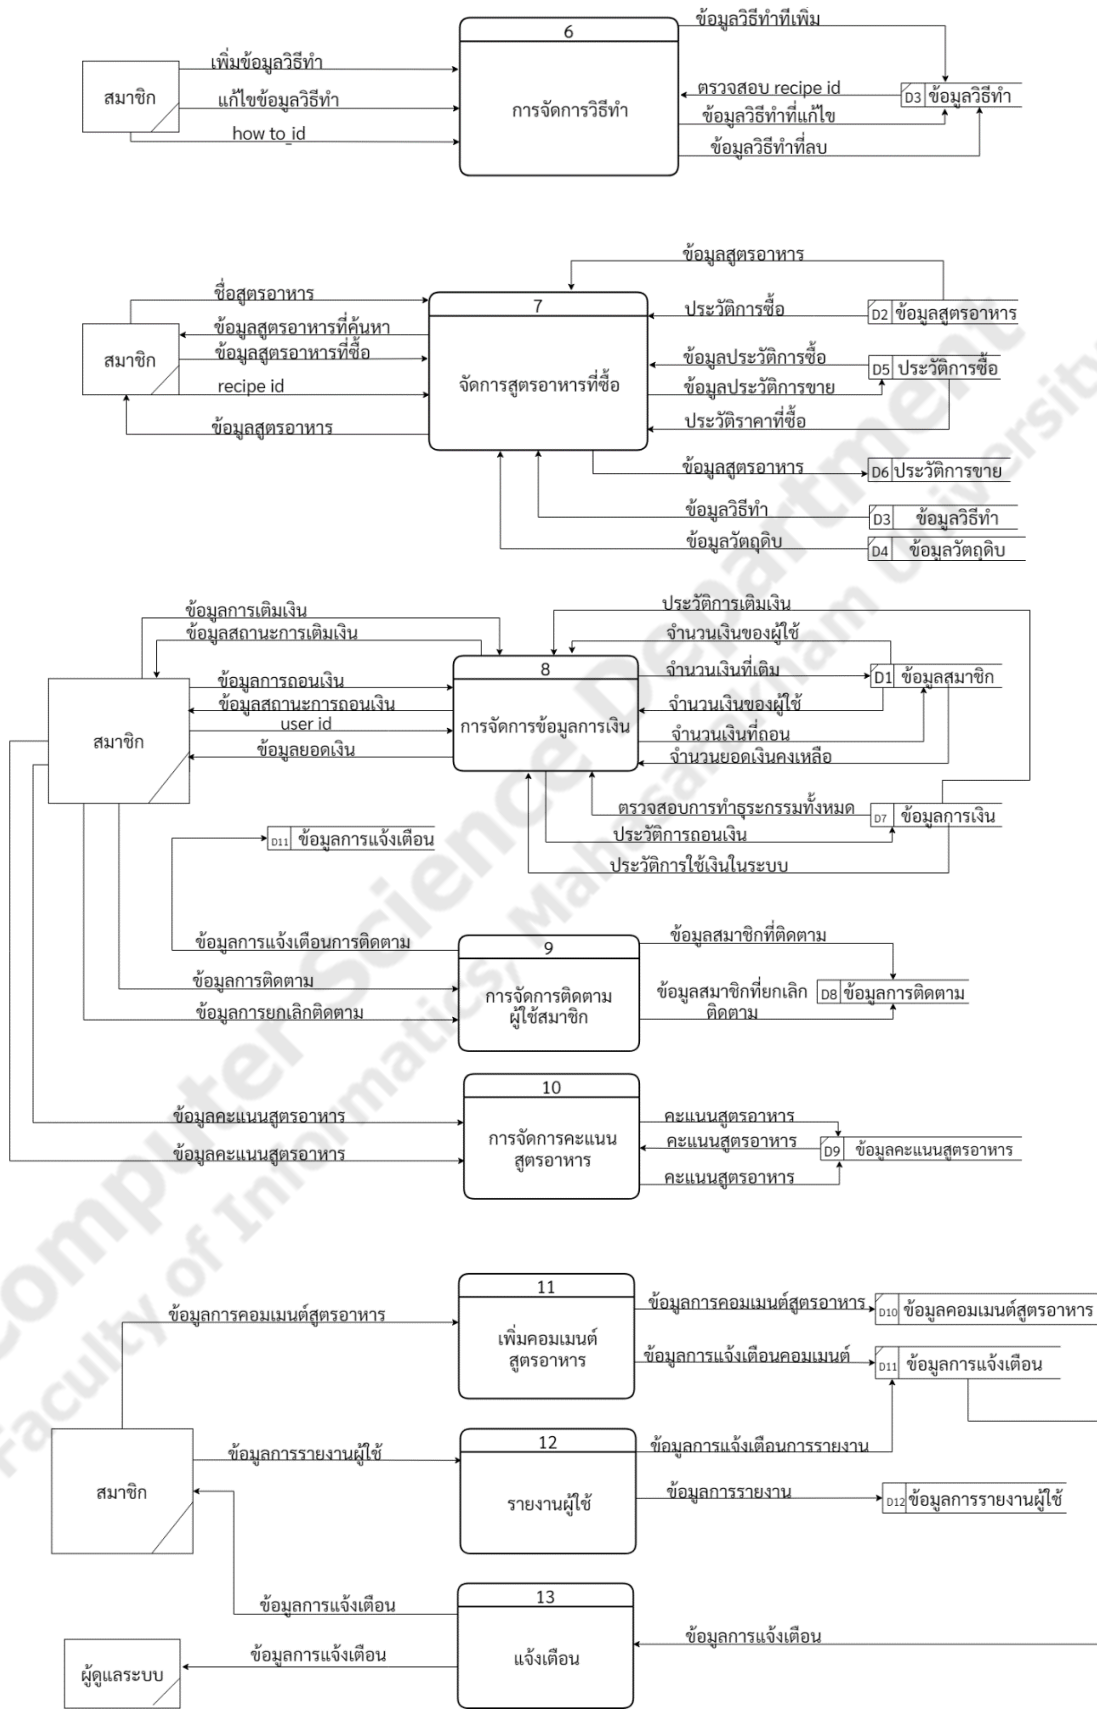 6
ข้อมูลวิธีทำที่เพิ่ม
เพิ่มข้อมูลวิธีทำ
สมาชิก
แก้ไขข้อมูลวิธีทำ
การจัดการวิธีทำ
ตรวจสอบ recipe id
D3 ข้อมูลวิธีทำ
ข้อมูลวิธีทำที่แก้ไข
how to_id
ข้อมูลวิธีทำที่ลบ
ข้อมูลสูตรอาหาร
ชื่อสูตรอาหาร
7
ประวัติการซื้อ
D2 ข้อมูลสูตรอาหาร
ข้อมูลสูตรอาหารที่ค้นหา
สมาชิก
ข้อมูลสูตรอาหารที่ซื้อ
จัดการสูตรอาหารที่ซื้อ
ข้อมูลประวัติการซื้อ
D5 ประวัติการซื้อ
recipe id
ข้อมูลประวัติการขาย
ข้อมูลสูตรอาหาร
ประวัติราคาที่ซื้อ
ข้อมูลสูตรอาหาร
D6 ประวัติการขาย
ข้อมูลวิธีทำ
D3 ข้อมูลวิธีทำ
ข้อมูลวัตถุดิบ
D4 ข้อมูลวัตถุดิบ
ข้อมูลการเติมเงิน
ประวัติการเติมเงิน
ข้อมูลสถานะการเติมเงิน
จำนวนเงินของผู้ใช้
8
จำนวนเงินที่เติม
D1 ข้อมูลสมาชิก
ข้อมูลการถอนเงิน
ข้อมูลสถานะการถอนเงิน
จำนวนเงินของผู้ใช้
user id
การจัดการข้อมูลการเงิน
จำนวนเงินที่ถอน
สมาชิก
ข้อมูลยอดเงิน
จำนวนยอดเงินคงเหลือ
ตรวจสอบการทำธุระกรรมทั้งหมด
D7 ข้อมูลการเงิน
D11 ข้อมูลการแจ้งเตือน
ประวัติการถอนเงิน
ประวัติการใช้เงินในระบบ
ข้อมูลการแจ้งเตือนการติดตาม
9
ข้อมูลสมาชิกที่ติดตาม
ข้อมูลการติดตาม
การจัดการติดตาม
ผู้ใช้สมาชิก
ข้อมูลสมาชิกที่ยกเลิก
ติดตาม
D8 ข้อมูลการติดตาม
ข้อมูลการยกเลิกติดตาม
10
ข้อมูลคะแนนสูตรอาหาร
คะแนนสูตรอาหาร
การจัดการคะแนน
สูตรอาหาร
คะแนนสูตรอาหาร
D9 ข้อมูลคะแนนสูตรอาหาร
ข้อมูลคะแนนสูตรอาหาร
คะแนนสูตรอาหาร
11
ข้อมูลการคอมเมนต์สูตรอาหาร
ข้อมูลการคอมเมนต์สูตรอาหาร
D10 ข้อมูลคอมเมนต์สูตรอาหาร
เพิ่มคอมเมนต์
สูตรอาหาร
ข้อมูลการแจ้งเตือนคอมเมนต์
D11 ข้อมูลการแจ้งเตือน
12
ข้อมูลการรายงานผู้ใช้
ข้อมูลการแจ้งเตือนการรายงาน
สมาชิก
รายงานผู้ใช้
ข้อมูลการรายงาน
D12 ข้อมูลการรายงานผู้ใช้
13
ข้อมูลการแจ้งเตือน
ข้อมูลการแจ้งเตือน
แจ้งเตือน
ข้อมูลการแจ้งเตือน
ผู้ดูแลระบบ
Computer Science Department
Faculty of Informatics, Mahasarakham University